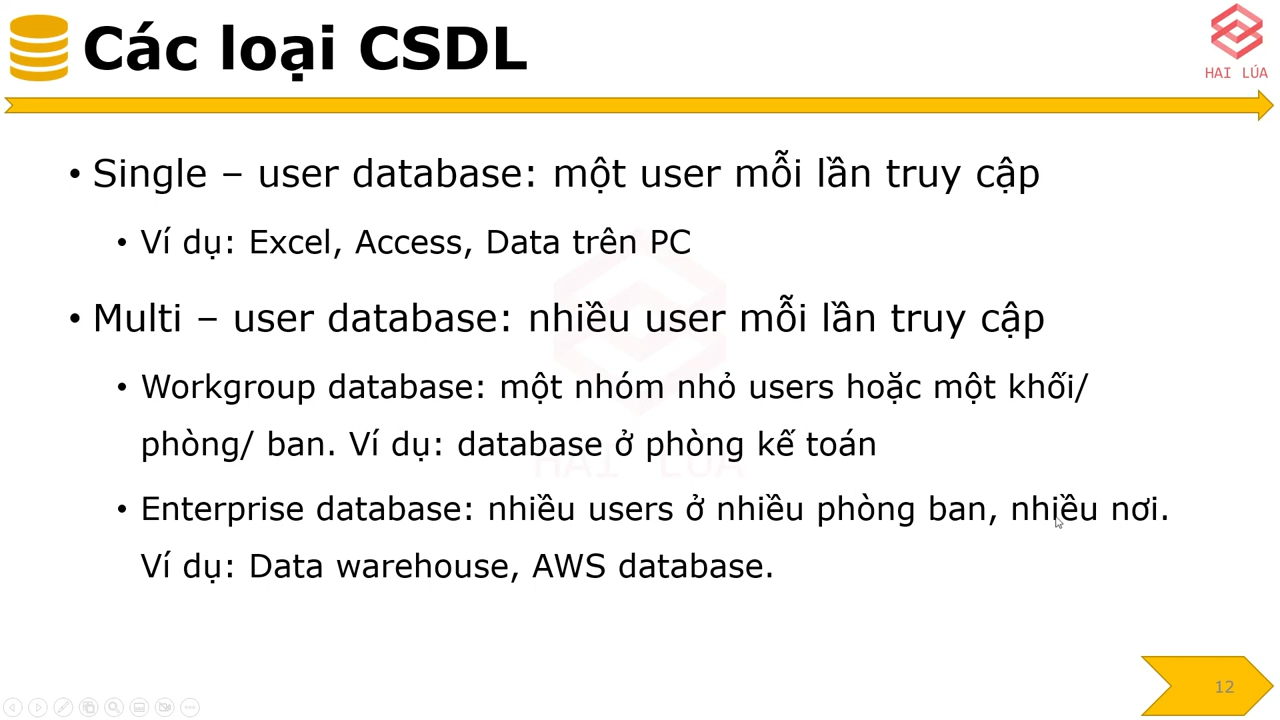 Các loại CSDL
HAI LÚA
• Single – user database: một user mỗi lần truy cập
• Ví dụ: Excel, Access, Data trên PC
• Multi – user database: nhiều user mỗi lần truy cập
• Workgroup database: một nhóm nhỏ users hoặc một khối/
phòng/ ban. Ví dụ: database ở phòng kế toán
HAI LÚA
• Enterprise database: nhiều users ở nhiều phòng ban, nhiều nơi.
Ví dụ: Data warehouse, AWS database.
12